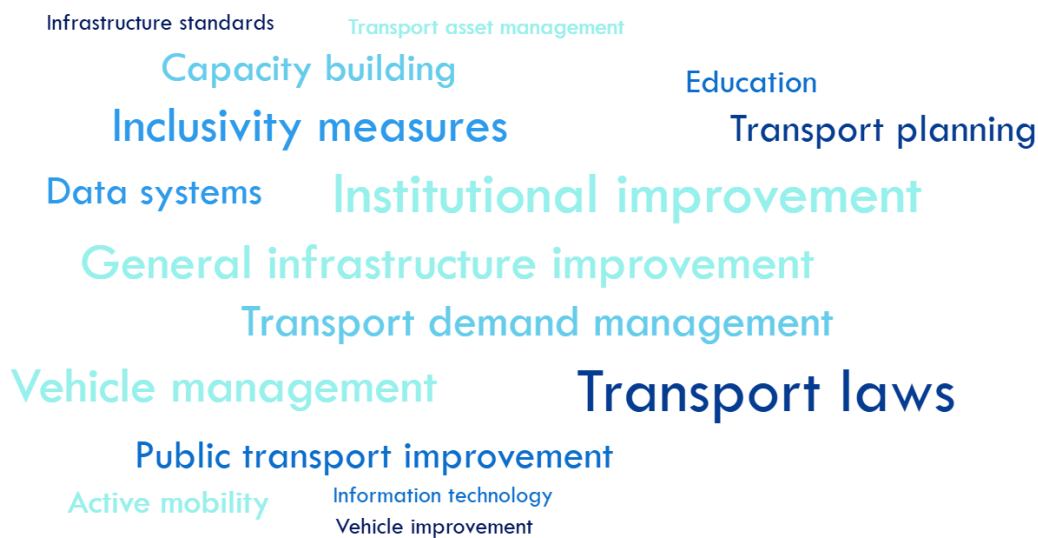 Infrastructure standards
Transport asset management
Capacity building
Education
Inclusivity measures
Transport planning
Data systems
Institutional improvement
General infrastructure improvement
Transport demand management
Vehicle management
Transport laws
Public transport improvement
Active mobility
Information technology
Vehicle improvement